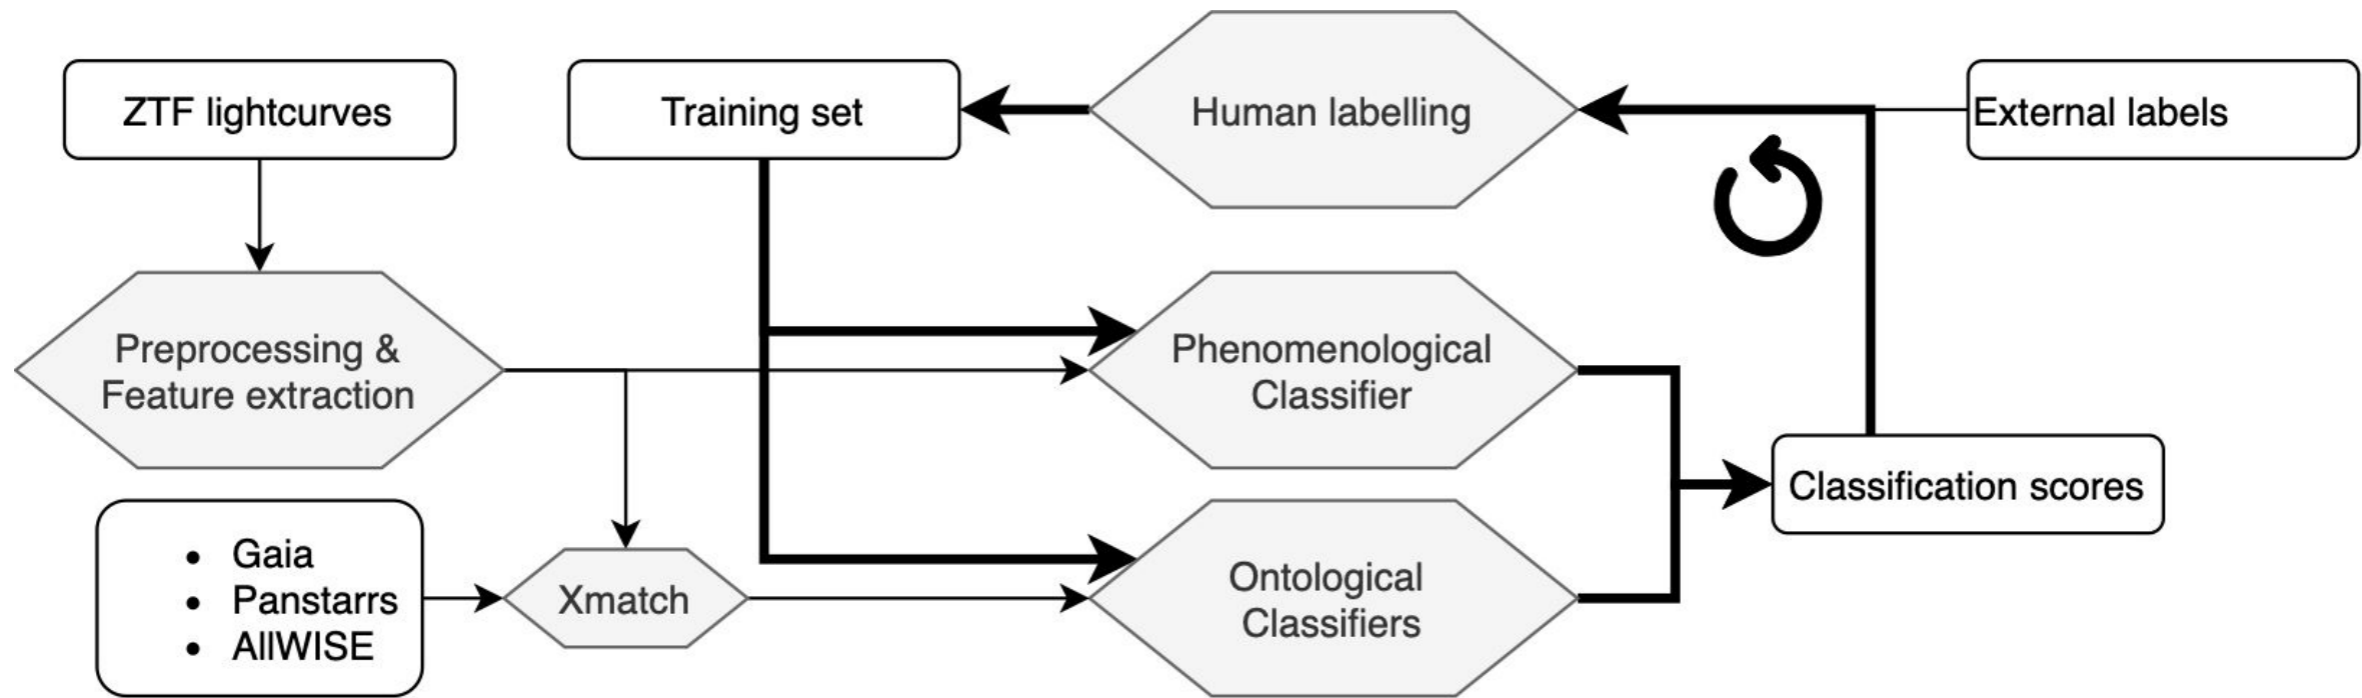 ZTF lightcurves
Training set
Human labelling
External labels
Preprocessing &
Feature extraction
Phenomenological
Classifier
Classification scores
• Gaia
• Panstarrs
• AllWISE
Xmatch
Ontological
Classifiers